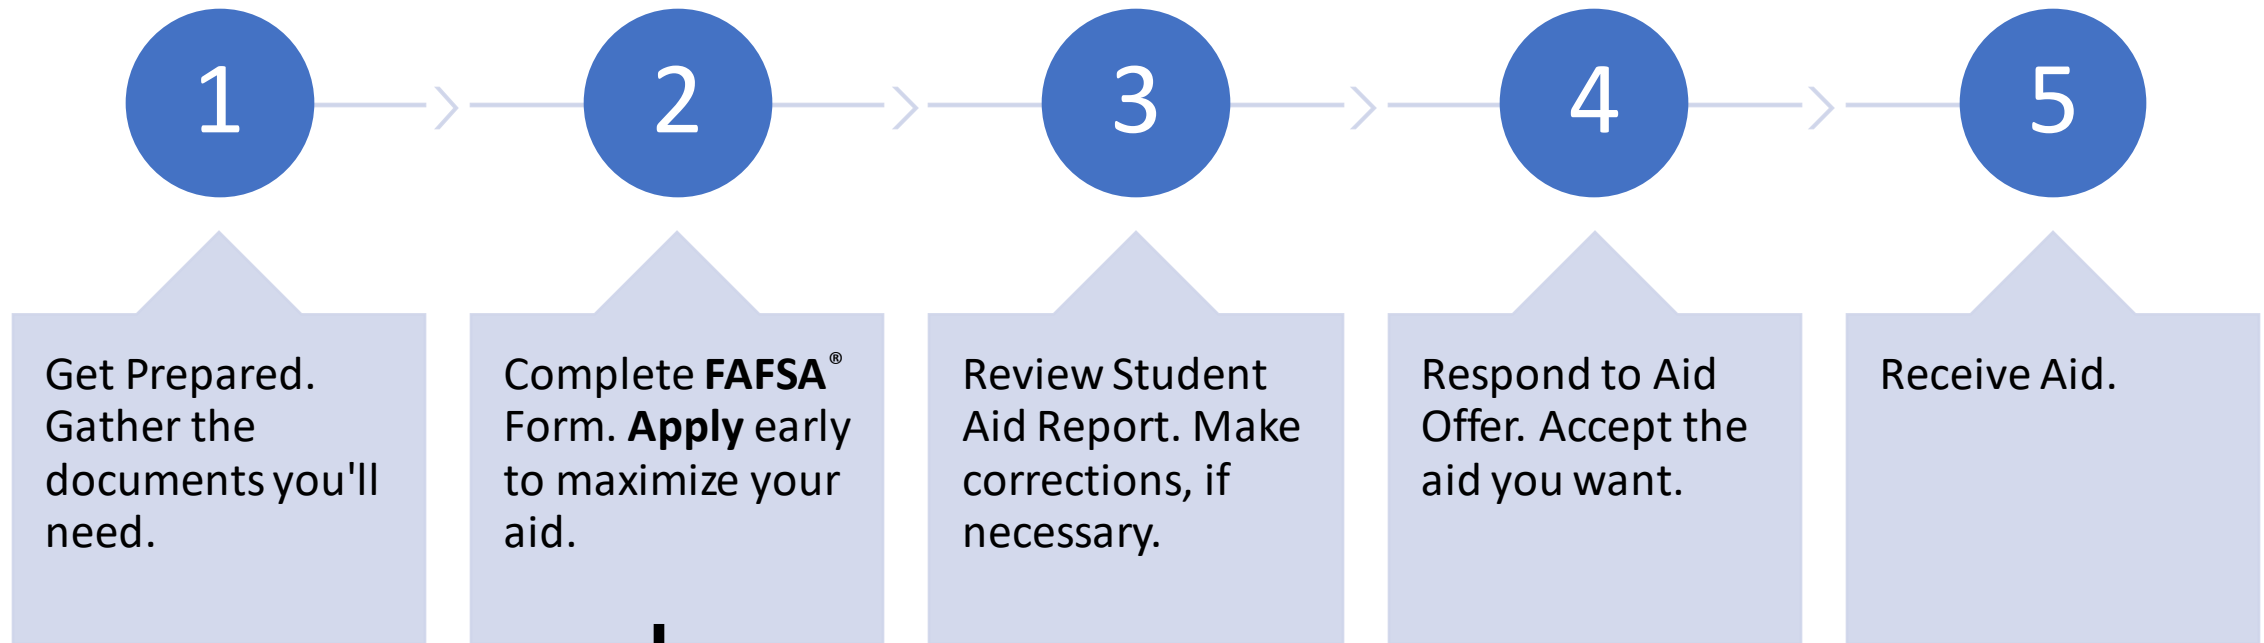 1
2
3
4
5
Get Prepared.
Gather the
documents you'll
need.
Complete FAFSA®
Form. Apply early
to maximize your
aid.
Review Student
Aid Report. Make
corrections, if
necessary.
Respond to Aid
Offer. Accept the
aid you want.
Receive Aid.